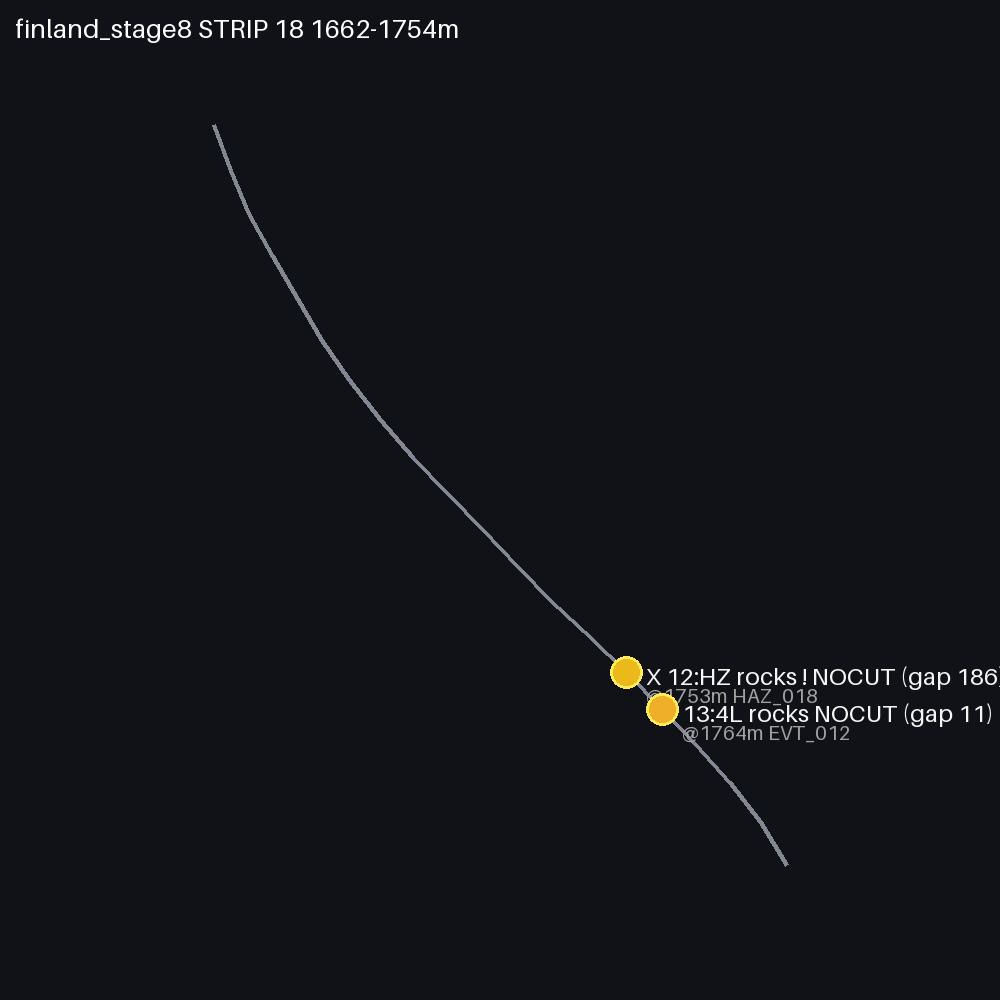 finland_stage8 STRIP 18 1662-1754m
X 12:HZ rocks ! NOCUT (gap 186)
@1753m HAZ_018
13:4L rocks NOCUT (gap 11)
@1764m EVT_012